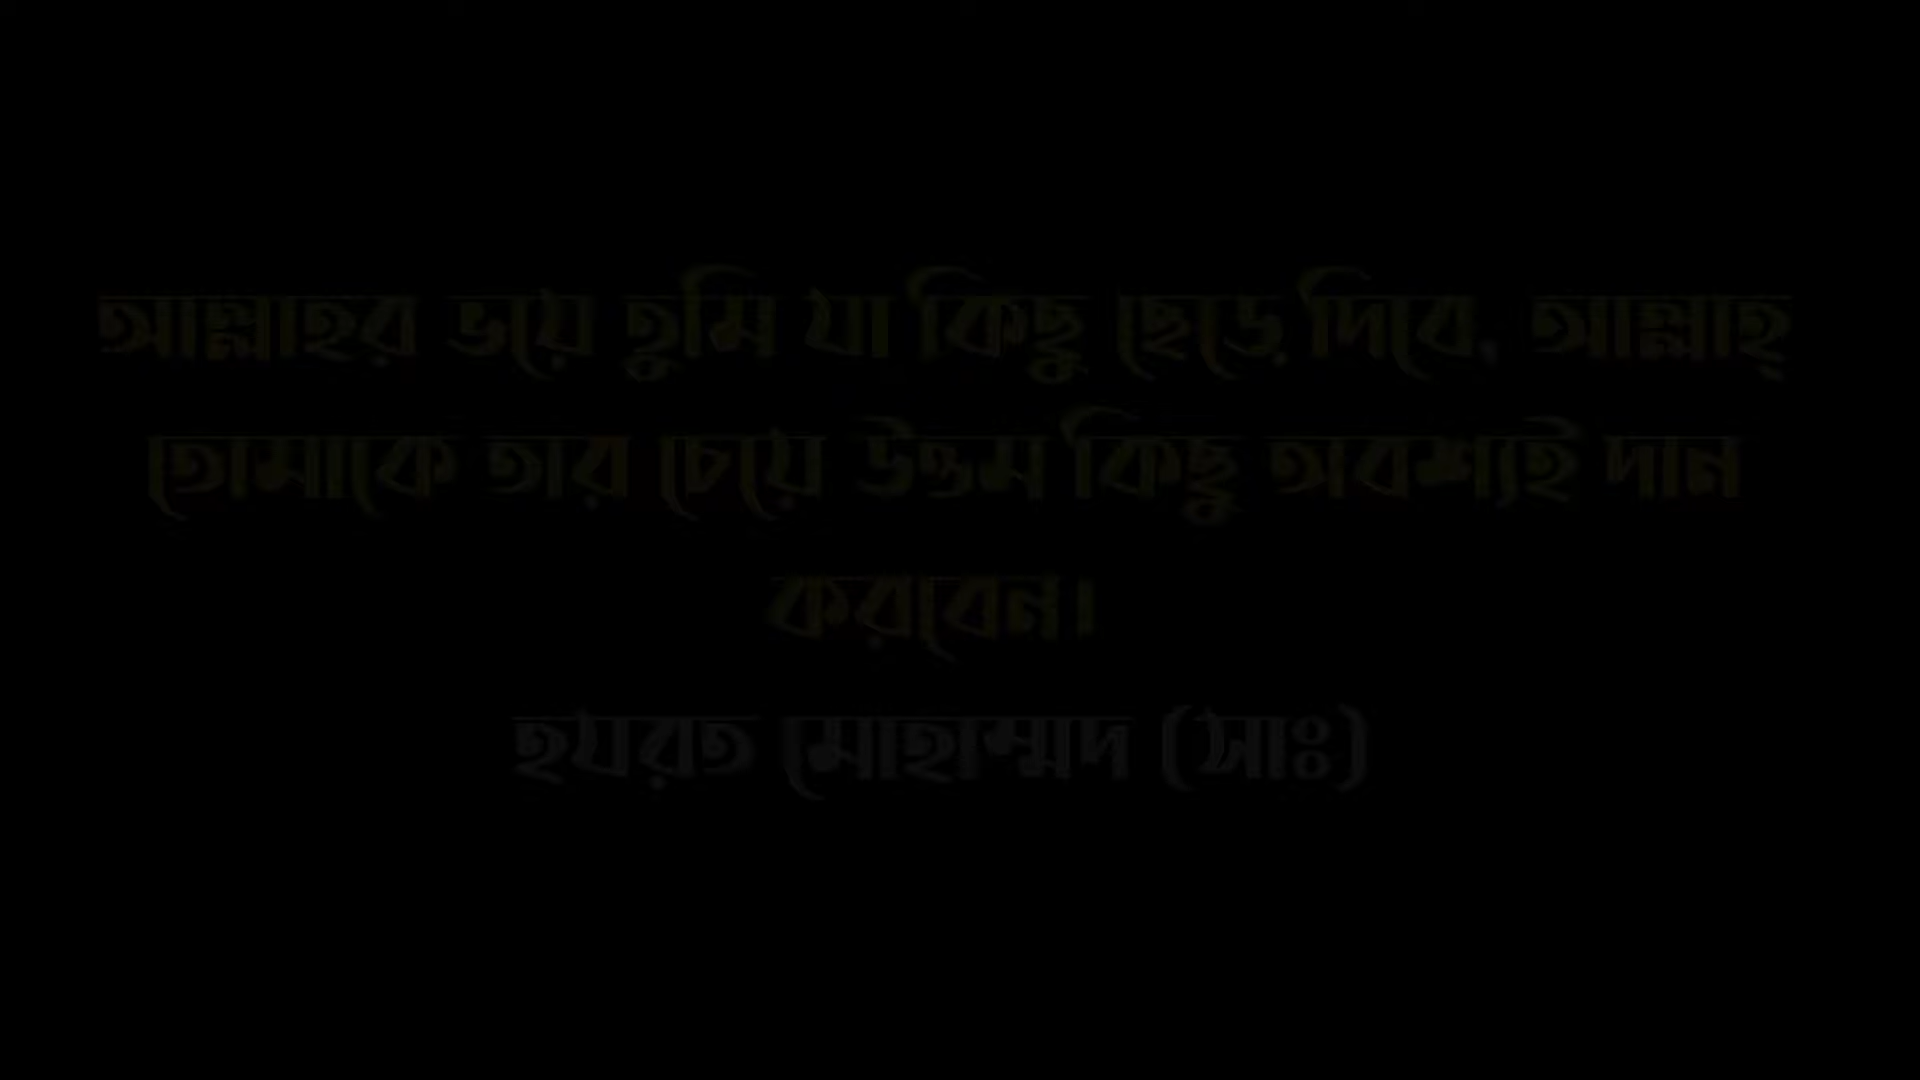 আল্লাহর ভয়ে তুমি যা কিছু ছেড়ে দিবে, আল্লাহ্
তোমাকে তার চেয়ে উত্তম কিছু অবশ্যই দান
করবেন।
হযরত মোহাম্মদ (সাঃ)